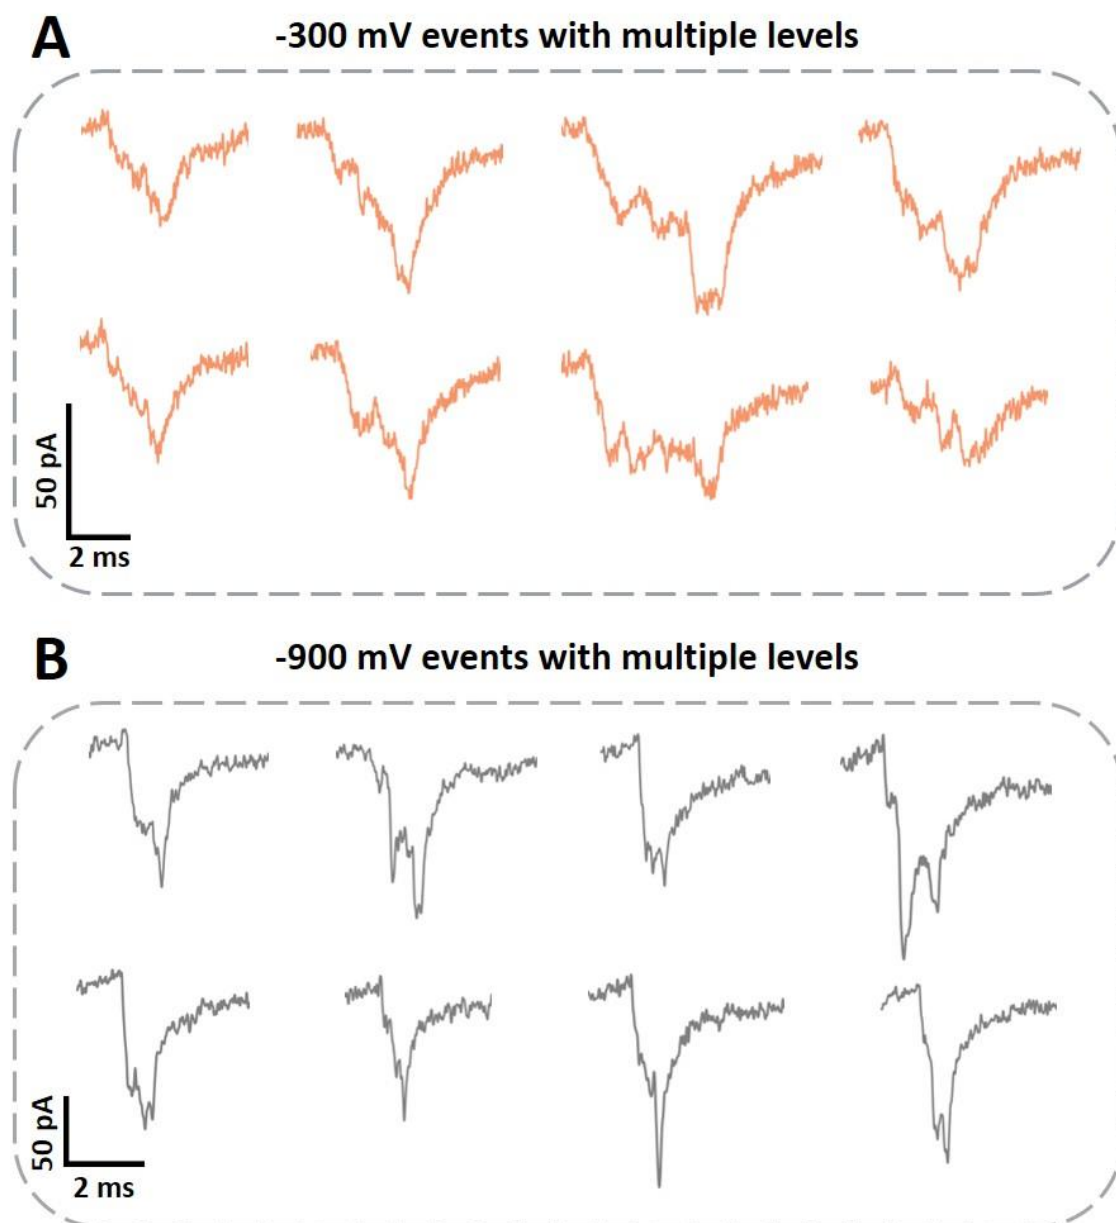 A
-300 mV events with multiple levels
50 pA
2 ms
B
-900 mV events with multiple levels
50 pA
2 ms